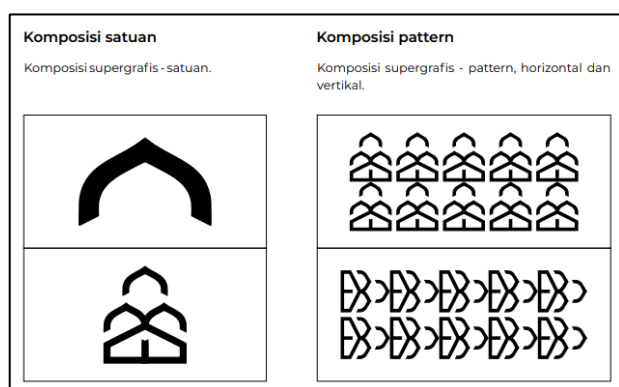 Komposisi satuan
Komposisi supergrafis - satuan.
Komposisi pattern
Komposisi supergrafis - pattern, horizontal dan
vertikal.